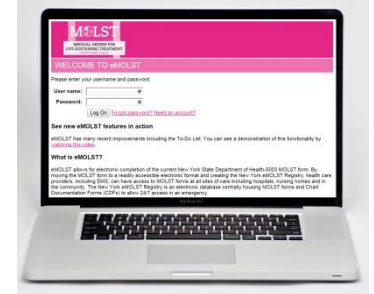 MOLST
MEDICAL ORDERS FOR
LIFE-SUSTAINING TREATMENT
WELCOME TO eMOLST
Please enter your username and password.
User name:
Password:
Log On Forgot password? Need an account?
See new eMOLST features in action
eMOLST has many recent improvements including the To-Do List. You can see a demonstration of this functionality by
watching this video.
What is eMOLST?
eMOLST allows for electronic completion of the current New York State Department of Health-5003 MOLST form. By
moving the MOLST form to a readily accessible electronic format and creating the New York eMOLST Registry, health care
providers, including EMS, can have access to MOLST forms at all sites of care including hospitals, nursing homes and in
the community. The New York eMOLST Registry is an electronic database centrally housing MOLST forms and Chart
Documentation Forms (CDFs) to allow 24/7 access in an emergency.
MacBook Pro